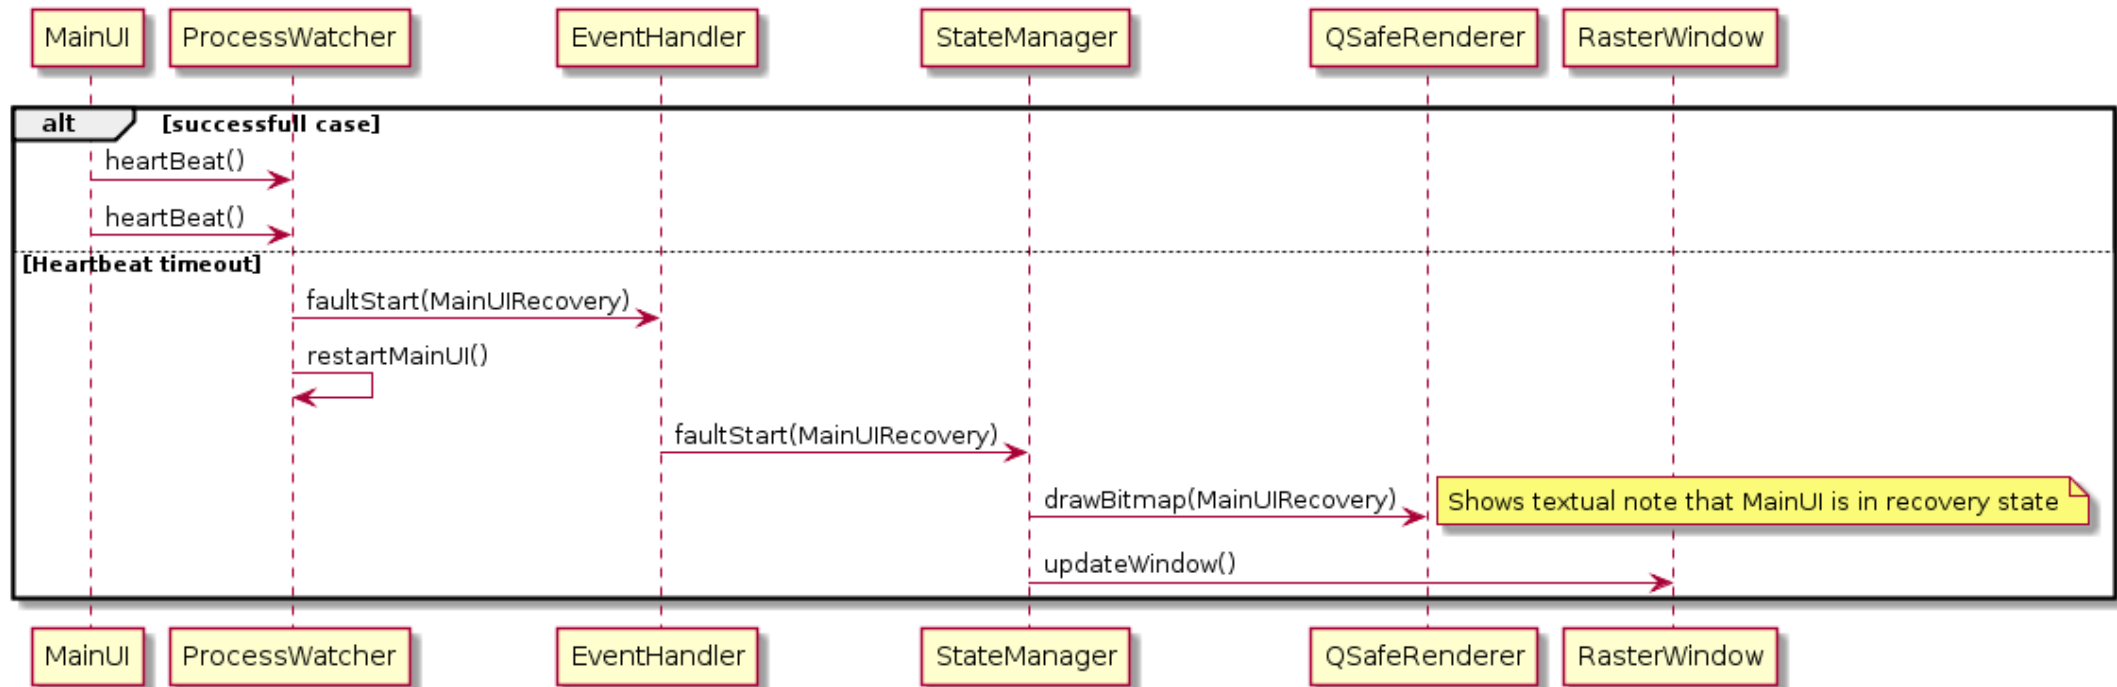 MainUI ProcessWatcher EventHandler StateManager QSafeRenderer RasterWindow
alt [successfull case]
heartBeat()
heartBeat()
[Heartbeat timeout]
faultStart(MainUIRecovery)
restartMainUI()
faultStart(MainUIRecovery)
drawBitmap(MainUIRecovery) Shows textual note that MainUI is in recovery state
updateWindow()
MainUI ProcessWatcher EventHandler StateManager QSafeRenderer RasterWindow